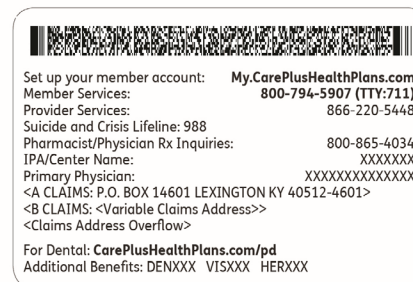 Set up your member account: My.CarePlusHealthPlans.com
Member Services: 800-794-5907 (TTY:711)
Provider Services: 866-220-5448
Suicide and Crisis Lifeline: 988
Pharmacist/Physician Rx Inquiries: 800-865-4034
IPA/Center Name: XXXXXXX
Primary Physician: XXXXXXXXXXXXXX
<A CLAIMS: P.O. BOX 14601 LEXINGTON KY 40512-4601>
<B CLAIMS: <Variable Claims Address>>
<Claims Address Overflow>
For Dental: CarePlusHealthPlans.com/pd
Additional Benefits: DENXXX VISXXX HERXXX